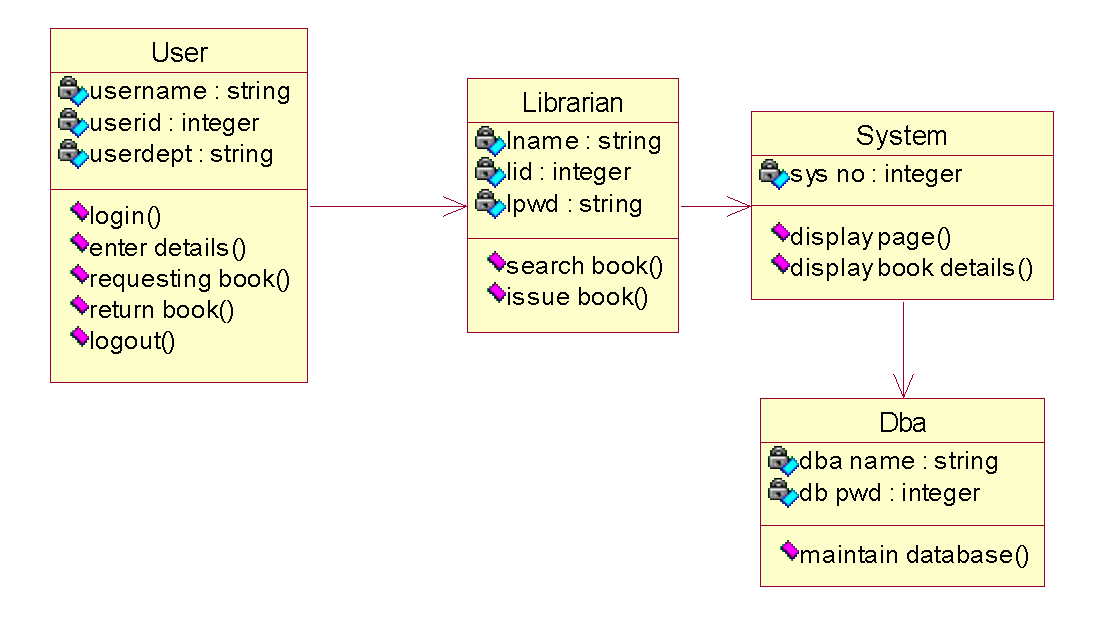 User
username : string
userid : integer
userdept : string
login()
enter details()
requesting book()
return book()
logout()
Librarian
lname : string
lid : integer
lpwd : string
search book()
issue book()
System
sys no : integer
display page()
display book details()
Dba
dba name : string
db pwd : integer
maintain database()